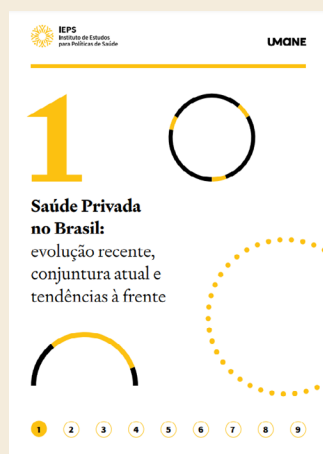 IEPS
Instituto de Estudos
para Políticas de Saúde
UMANE
1
Saúde Privada
no Brasil:
evolução recente,
conjuntura atual e
tendências à frente
1 2 3 4 5 6 7 8 9